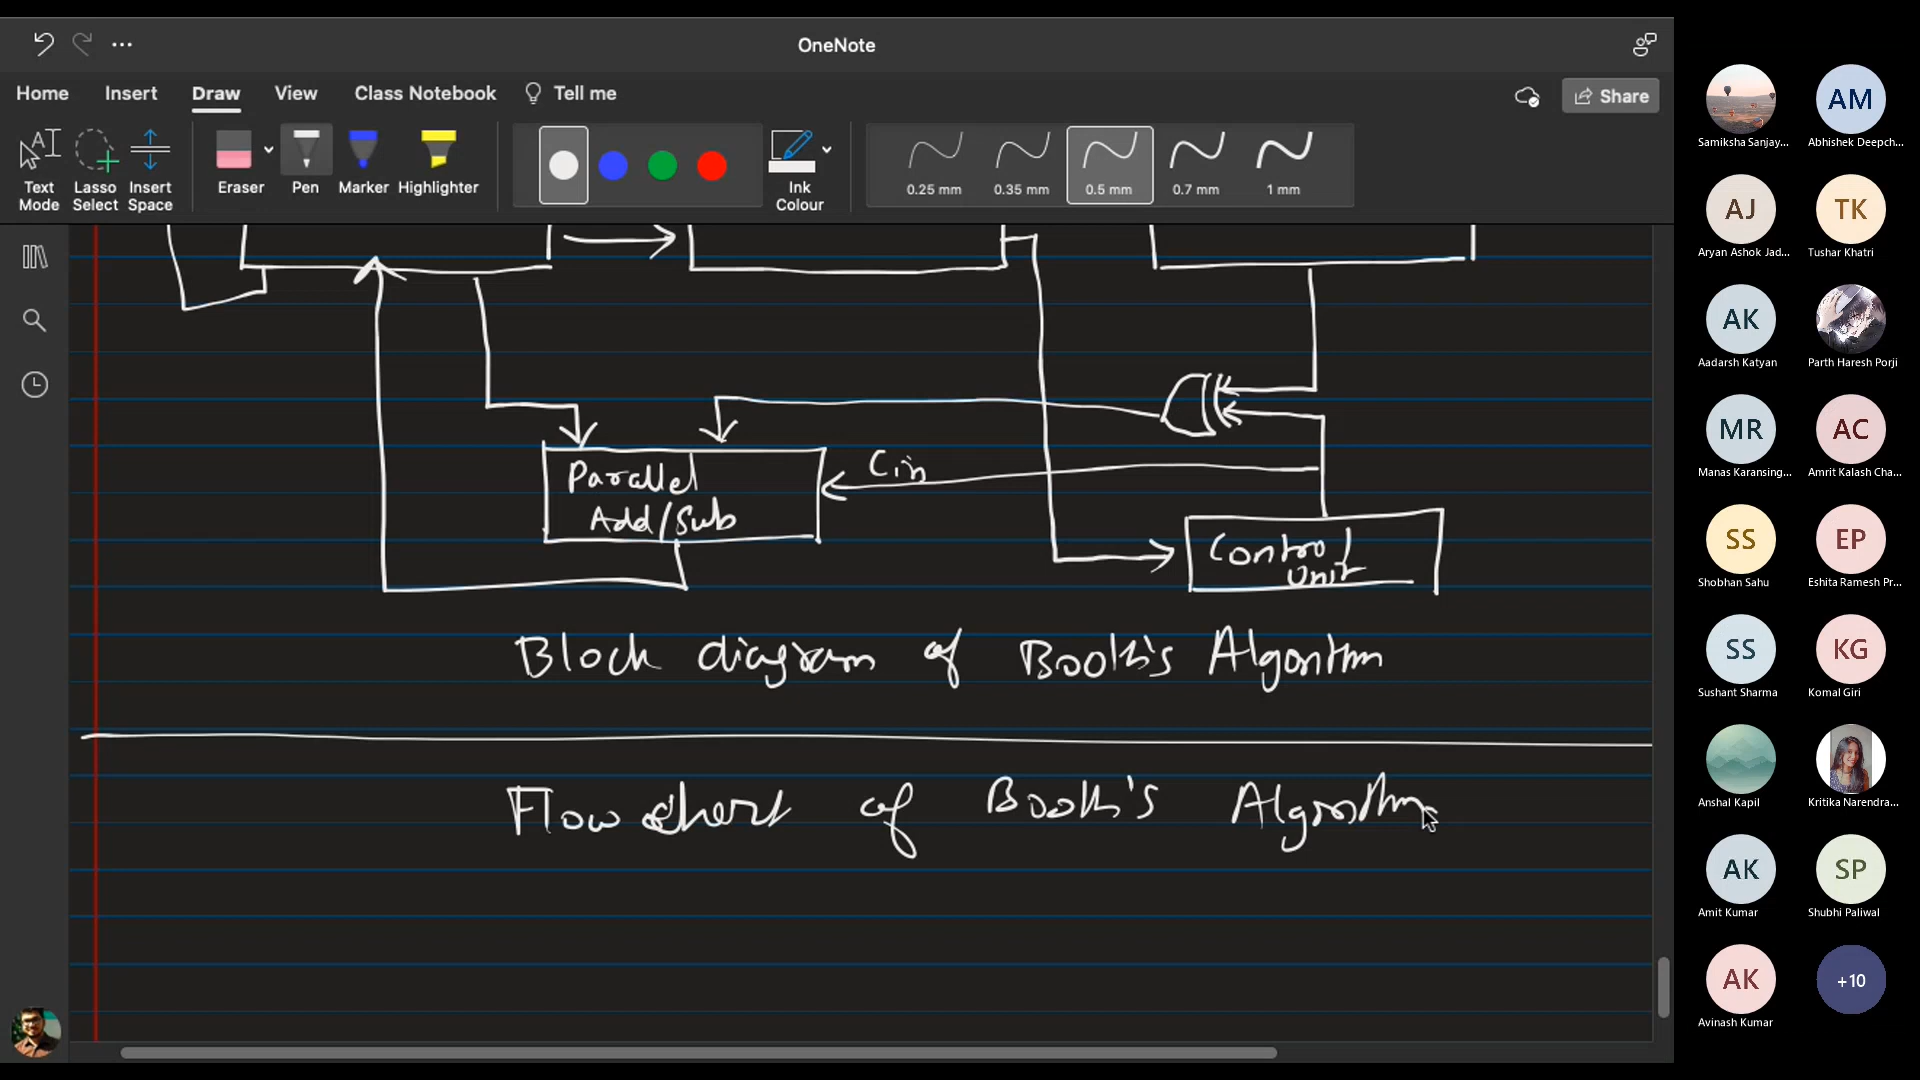 OneNote
Home Insert Draw View Class Notebook Tell me
Share
Text Mode
Lasso Select
Insert Space
Eraser
Pen
Marker
Highlighter
Ink Colour
0.25 mm
0.35 mm
0.5 mm
0.7 mm
1 mm
Cin
Parallel
Add/Sub
Control
Unit
Block diagram of Booth's Algorithm
Flow chart of Booth's Algorithm
Samiksha Sanjay...
AM
Abhishek Deepch...
AJ
Aryan Ashok Jad...
TK
Tushar Khatri
AK
Aadarsh Katyan
Parth Haresh Porji
MR
Manas Karansing...
AC
Amrit Kalash Cha...
SS
Shobhan Sahu
EP
Eshita Ramesh Pr...
SS
Sushant Sharma
KG
Komal Giri
Anshal Kapil
Kritika Narendra...
AK
Amit Kumar
SP
Shubhi Paliwal
AK
Avinash Kumar
+10